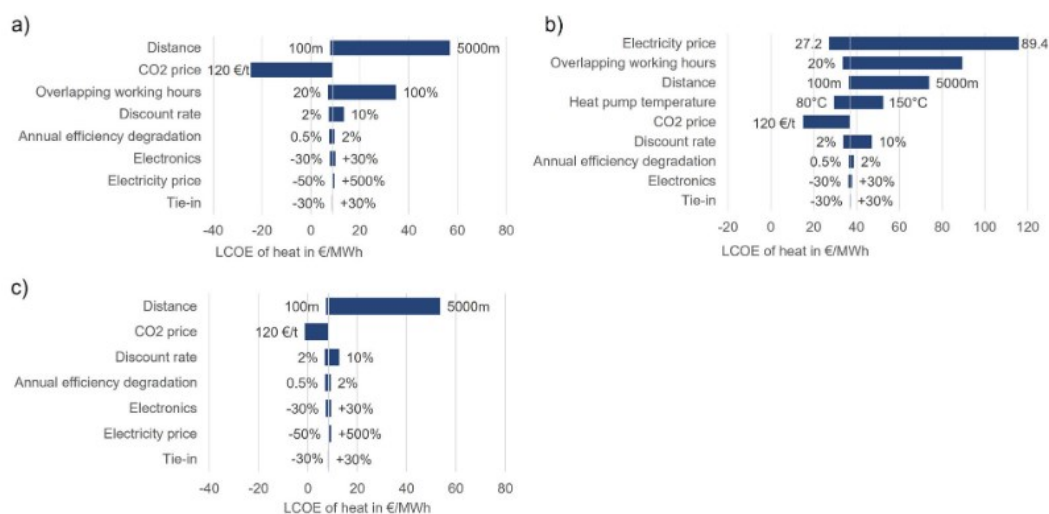 a)
Distance 100m 5000m
CO2 price 120 €/t
Overlapping working hours 20% 100%
Discount rate 2% 10%
Annual efficiency degradation 0.5% 2%
Electronics -30% +30%
Electricity price -50% +500%
Tie-in -30% +30%
-40 -20 0 20 40 60 80
LCOE of heat in €/MWh
b)
Electricity price 27.2 89.4
Overlapping working hours 20%
Distance 100m 5000m
Heat pump temperature 80°C 150°C
CO2 price 120 €/t
Discount rate 2% 10%
Annual efficiency degradation 0.5% 2%
Electronics -30% +30%
Tie-in -30% +30%
-20 0 20 40 60 80 100 120
LCOE of heat in €/MWh
c)
Distance 100m 5000m
CO2 price 120 €/t
Discount rate 2% 10%
Annual efficiency degradation 0.5% 2%
Electronics -30% +30%
Electricity price -50% +500%
Tie-in -30% +30%
-40 -20 0 20 40 60 80
LCOE of heat in €/MWh